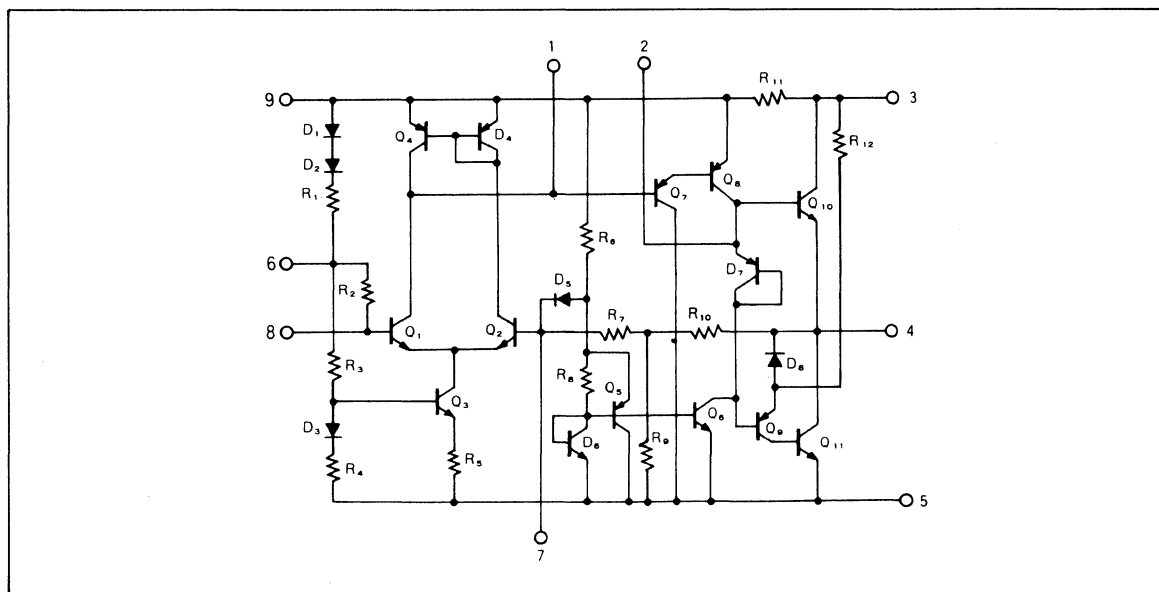 1 2
R₁₁
9 3
D₁ Q₄ D₄ R₁₂
D₂
Q₈
R₁ Q₇ Q₁₀
R₆
6 D₇
R₂ D₅
R₇ R₁₀
8 Q₁ Q₂ 4
R₃ D₈
R₈ Q₅
Q₃ Q₆ Q₉
D₃ D₆ R₉ Q₁₁
R₅
R₄
5
7